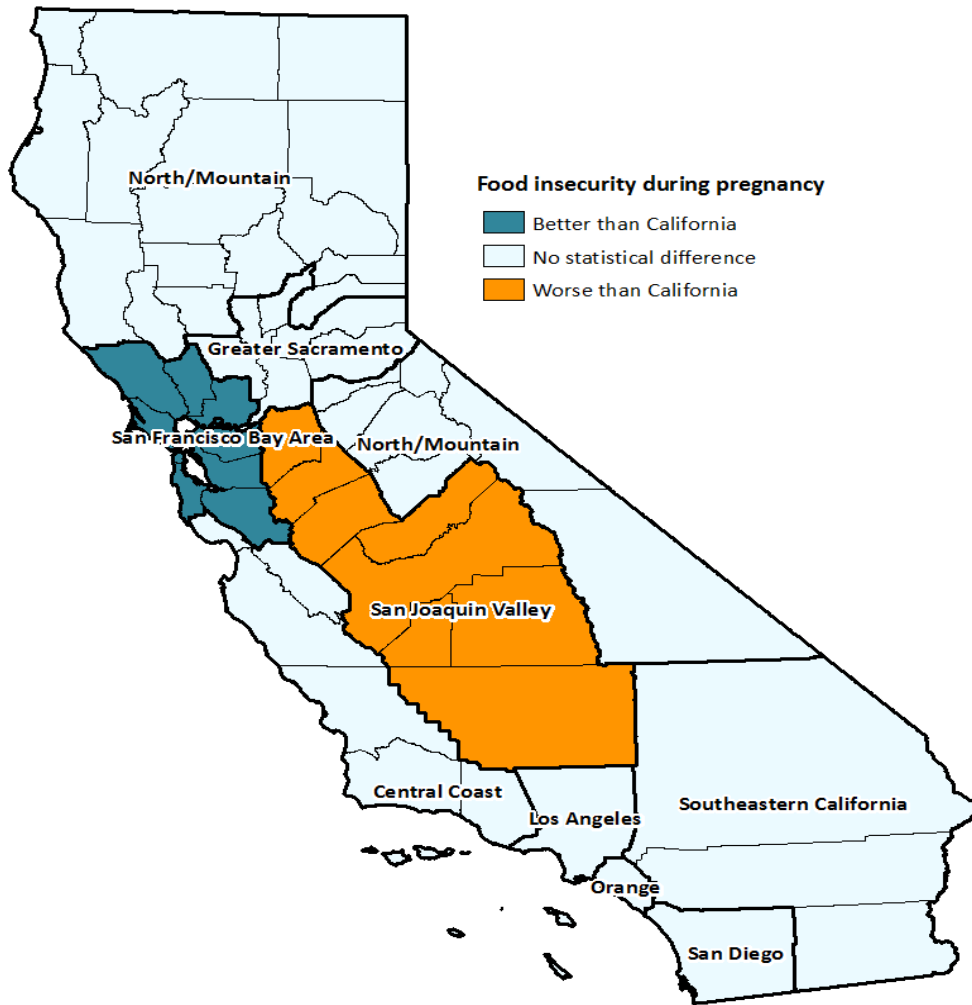 North/Mountain
Food insecurity during pregnancy
Better than California
No statistical difference
Worse than California
Greater Sacramento
San Francisco Bay Area
North/Mountain
San Joaquin Valley
Central Coast
Los Angeles
Southeastern California
Orange
San Diego